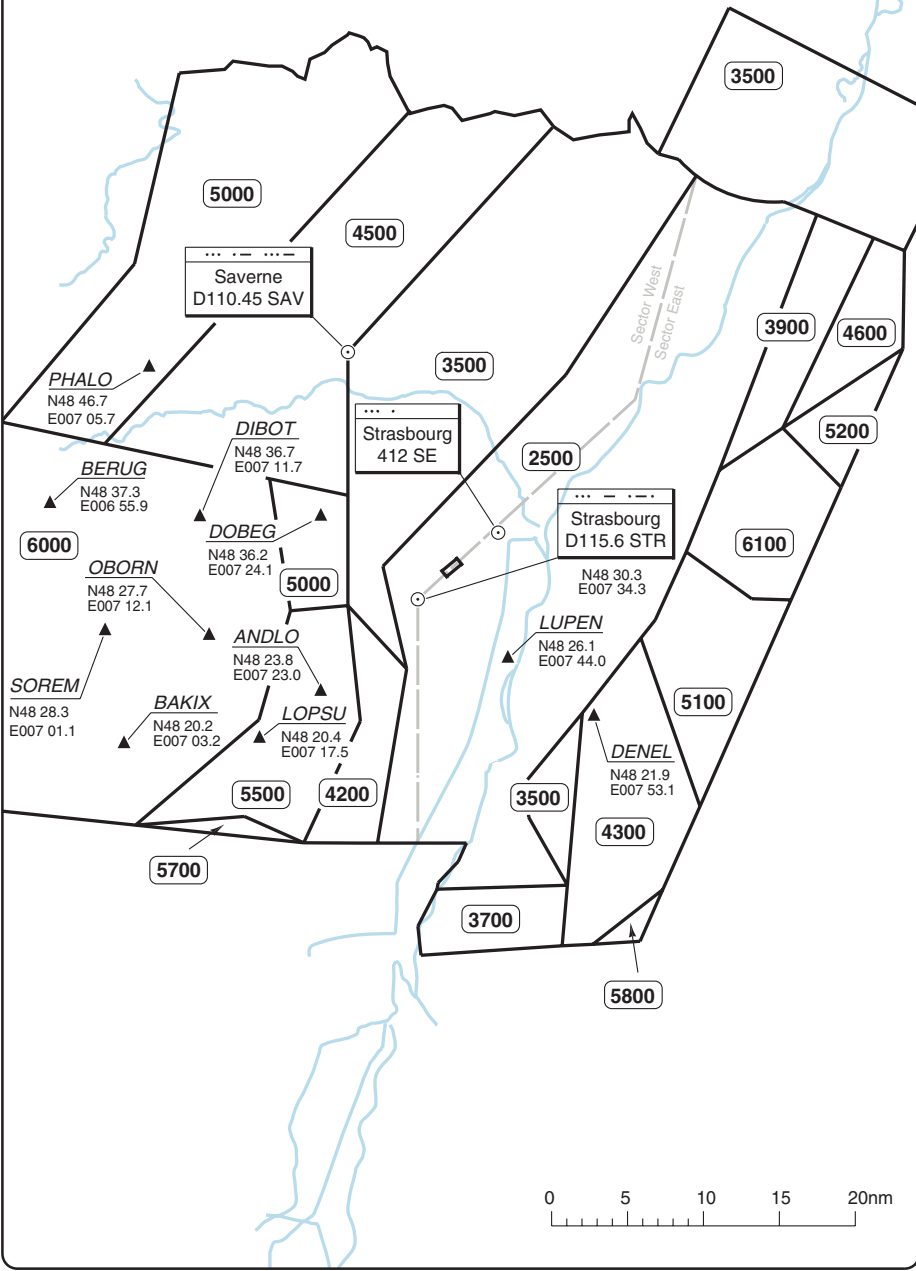 3500
5000
4500
Saverne
D110.45 SAV
Sector West
Sector East
3900
4600
3500
PHALO
N48 46.7
E007 05.7
Strasbourg
412 SE
5200
DIBOT
N48 36.7
E007 11.7
2500
BERUG
N48 37.3
E006 55.9
Strasbourg
D115.6 STR
N48 30.3
E007 34.3
DOBEG
N48 36.2
E007 24.1
6000
6100
OBORN
N48 27.7
E007 12.1
5000
LUPEN
N48 26.1
E007 44.0
ANDLO
N48 23.8
E007 23.0
SOREM
N48 28.3
E007 01.1
5100
BAKIX
N48 20.2
E007 03.2
LOPSU
N48 20.4
E007 17.5
DENEL
N48 21.9
E007 53.1
5500
4200
3500
4300
5700
3700
5800
0 5 10 15 20nm